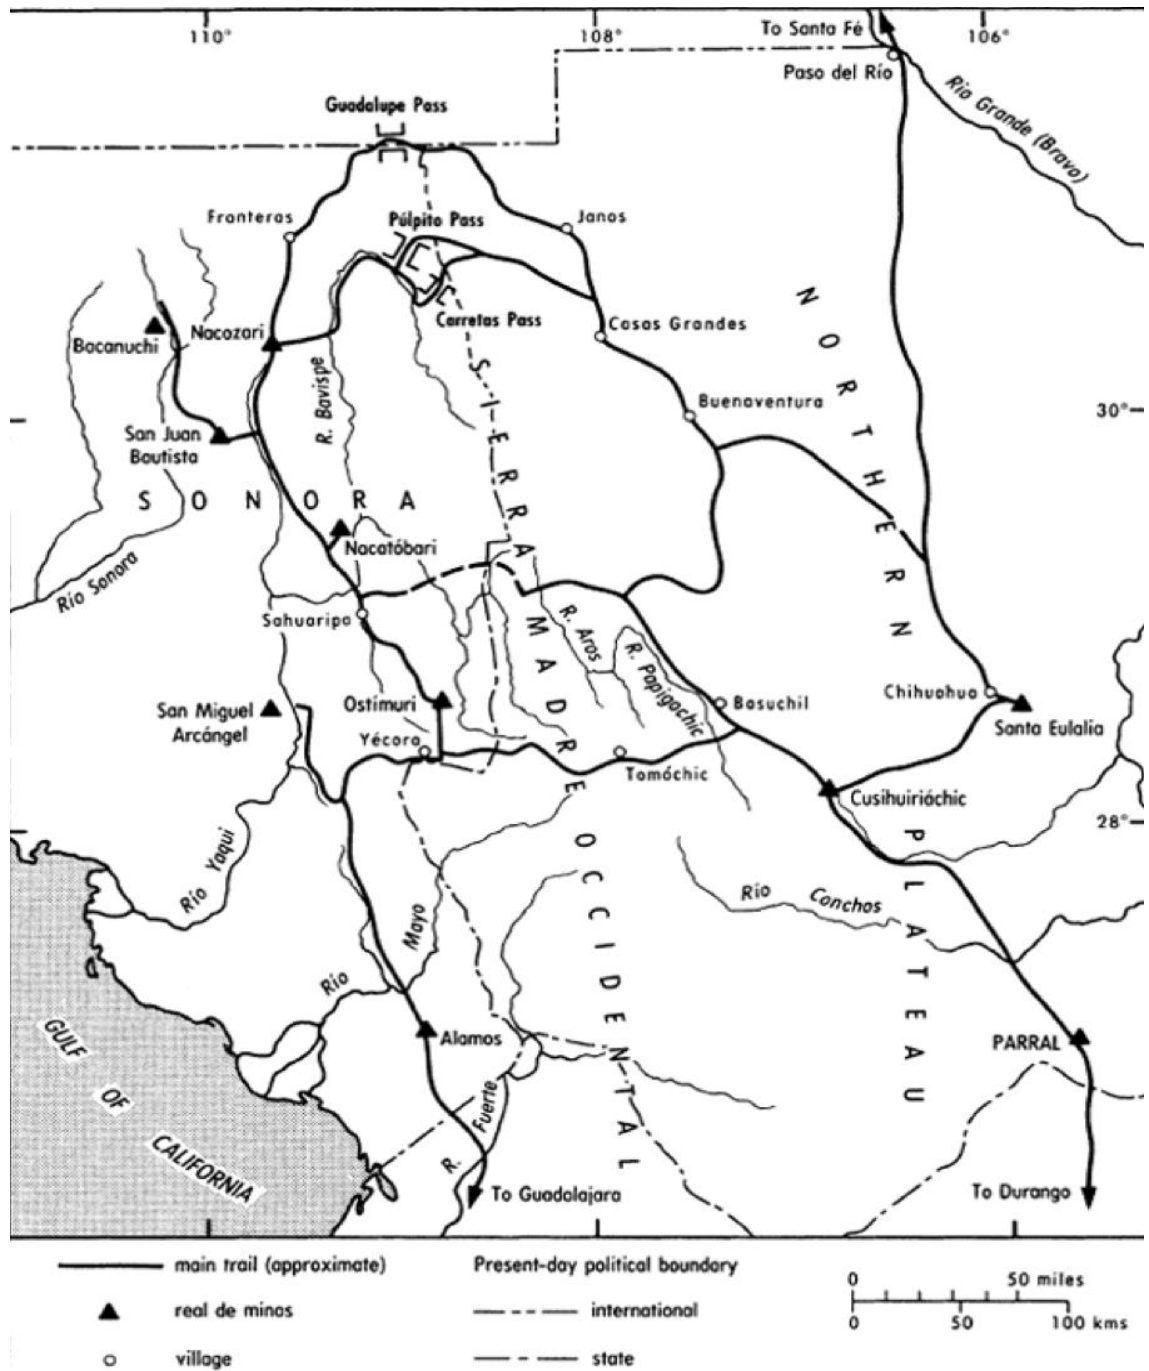 110°
108°
106°
To Santa Fé
Paso del Río
Río Grande (Bravo)
Guadalupe Pass
Fronteras
Púlpito Pass
Janos
Carretas Pass
Casas Grandes
Bacanuchi
Nacozari
R. Bavispe
Buenaventura
30°
San Juan
Bautista
SONORA
NORTHERN
SIERRA
Nacatóbari
Río Sonora
Sahuaripa
MADRE
R. Aros
R. Papigochic
San Miguel
Arcángel
Ostimuri
Basuchil
Chihuahua
Santa Eulalia
Yécora
Tomóchic
Cusihuiriáchic
28°
Río Yaqui
OCCIDENTAL
PLATEAU
Río Conchos
Río Mayo
GULF
OF
CALIFORNIA
Alamos
PARRAL
R. Fuerte
To Guadalajara
To Durango
main trail (approximate)
real de minas
village
Present-day political boundary
international
state
0 50 miles
0 50 100 kms